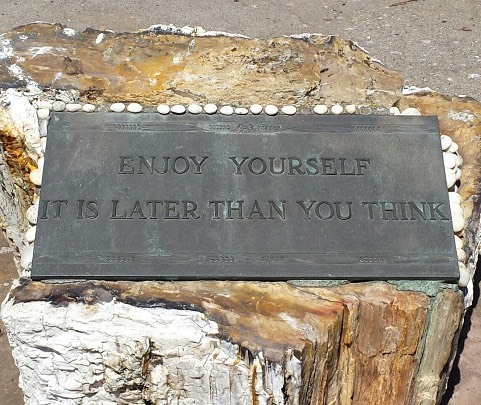 ENJOY YOURSELF
IT IS LATER THAN YOU THINK